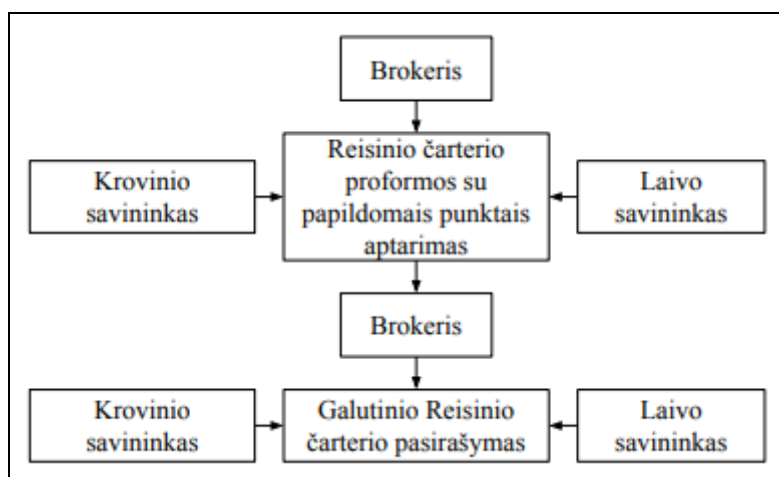 Brokeris
Krovinio
savininkas
Reisinio čarterio
proformos su
papildomais punktais
aptarimas
Laivo
savininkas
Brokeris
Krovinio
savininkas
Galutinio Reisinio
čarterio pasirašymas
Laivo
savininkas